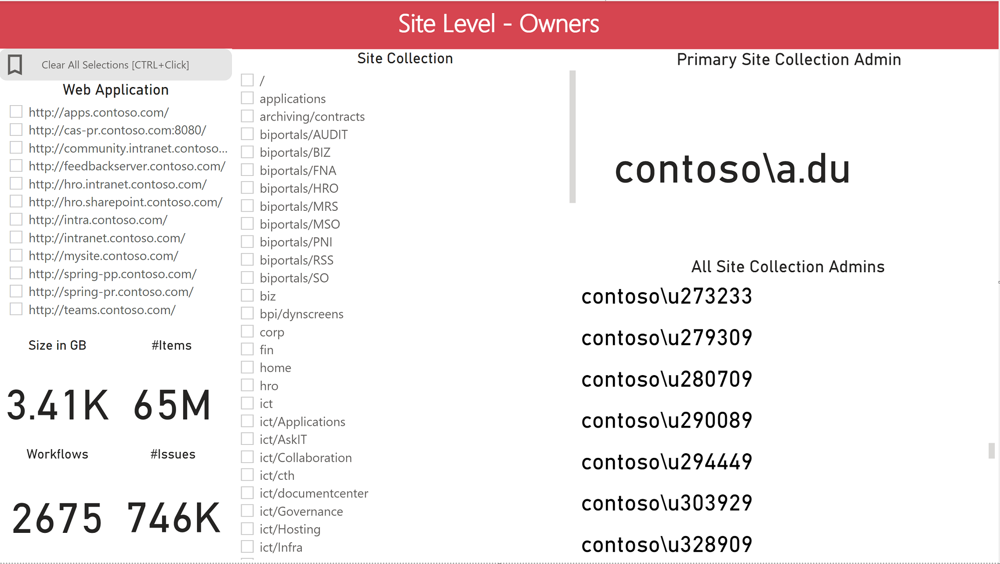 Site Level - Owners
Clear All Selections [CTRL+Click]
Web Application
http://apps.contoso.com/
http://cas-pr.contoso.com:8080/
http://community.intranet.contoso...
http://feedbackserver.contoso.com/
http://hro.intranet.contoso.com/
http://hro.sharepoint.contoso.com/
http://intra.contoso.com/
http://intranet.contoso.com/
http://mysite.contoso.com/
http://spring-pp.contoso.com/
http://spring-pr.contoso.com/
http://teams.contoso.com/
Size in GB
#Items
3.41K
65M
Workflows
#Issues
2675
746K
Site Collection
/
applications
archiving/contracts
biportals/AUDIT
biportals/BIZ
biportals/FNA
biportals/HRO
biportals/MRS
biportals/MSO
biportals/PNI
biportals/RSS
biportals/SO
biz
bpi/dynscreens
corp
fin
home
hro
ict
ict/Applications
ict/AskIT
ict/Collaboration
ict/cth
ict/documentcenter
ict/Governance
ict/Hosting
ict/Infra
Primary Site Collection Admin
contoso\a.du
All Site Collection Admins
contoso\u273233
contoso\u279309
contoso\u280709
contoso\u290089
contoso\u294449
contoso\u303929
contoso\u328909